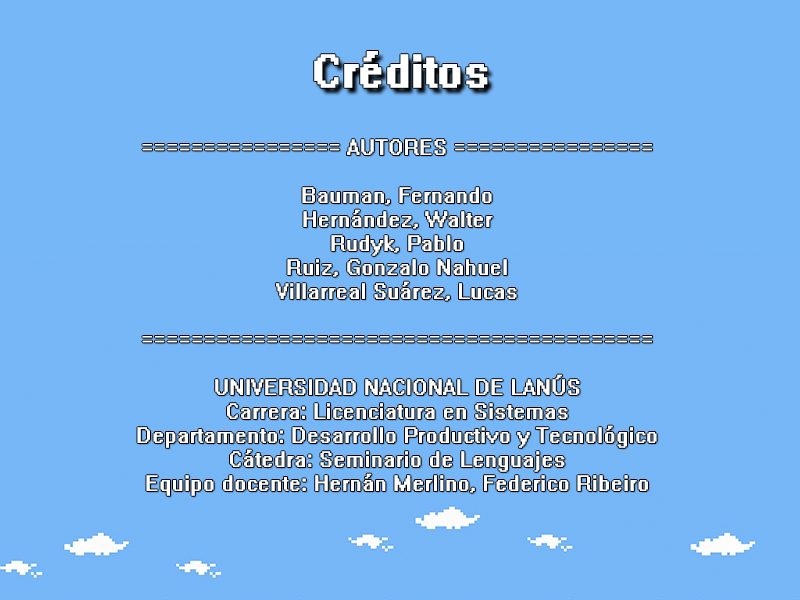 Créditos
================ AUTORES ================
Bauman, Fernando
Hernández, Walter
Rudyk, Pablo
Ruiz, Gonzalo Nahuel
Villarreal Suárez, Lucas
=========================================
UNIVERSIDAD NACIONAL DE LANÚS
Carrera: Licenciatura en Sistemas
Departamento: Desarrollo Productivo y Tecnológico
Cátedra: Seminario de Lenguajes
Equipo docente: Hernán Merlino, Federico Ribeiro